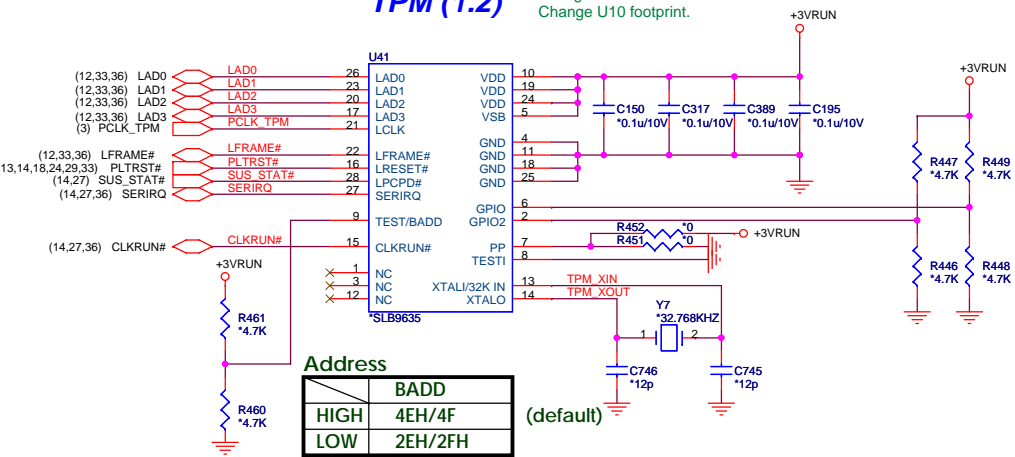 TPM (1.2)
Change U10 footprint.
+3VRUN
U41
+3VRUN
(12,33,36) LAD0 LAD0 26 LAD0 VDD 10
(12,33,36) LAD1 LAD1 23 LAD1 VDD 19
(12,33,36) LAD2 LAD2 20 LAD2 VDD 24
(12,33,36) LAD3 LAD3 17 LAD3 VSB 5
(3) PCLK_TPM PCLK_TPM 21 LCLK
C150 C317 C389 C195
*0.1u/10V *0.1u/10V *0.1u/10V *0.1u/10V
GND 4
(12,33,36) LFRAME# LFRAME# 22 LFRAME# GND 11
13,14,18,24,29,33) PLTRST# PLTRST# 16 LRESET# GND 18
(14,27) SUS_STAT# SUS_STAT# 28 LPCPD# GND 25
(14,27,36) SERIRQ SERIRQ 27 SERIRQ
R447 R449
*4.7K *4.7K
GPIO 6
9 TEST/BADD GPIO2 2
R452 *0 +3VRUN
(14,27,36) CLKRUN# CLKRUN# 15 CLKRUN# PP 7 R451 *0
TESTI 8
+3VRUN
1 NC
3 NC XTALI/32K IN 13 TPM_XIN
12 NC XTALO 14 TPM_XOUT
R446 R448
*4.7K *4.7K
*SLB9635
Y7
*32.768KHZ
1 2
R461
*4.7K
C746 C745
*12p *12p
Address
BADD
HIGH 4EH/4F (default)
LOW 2EH/2FH
R460
*4.7K